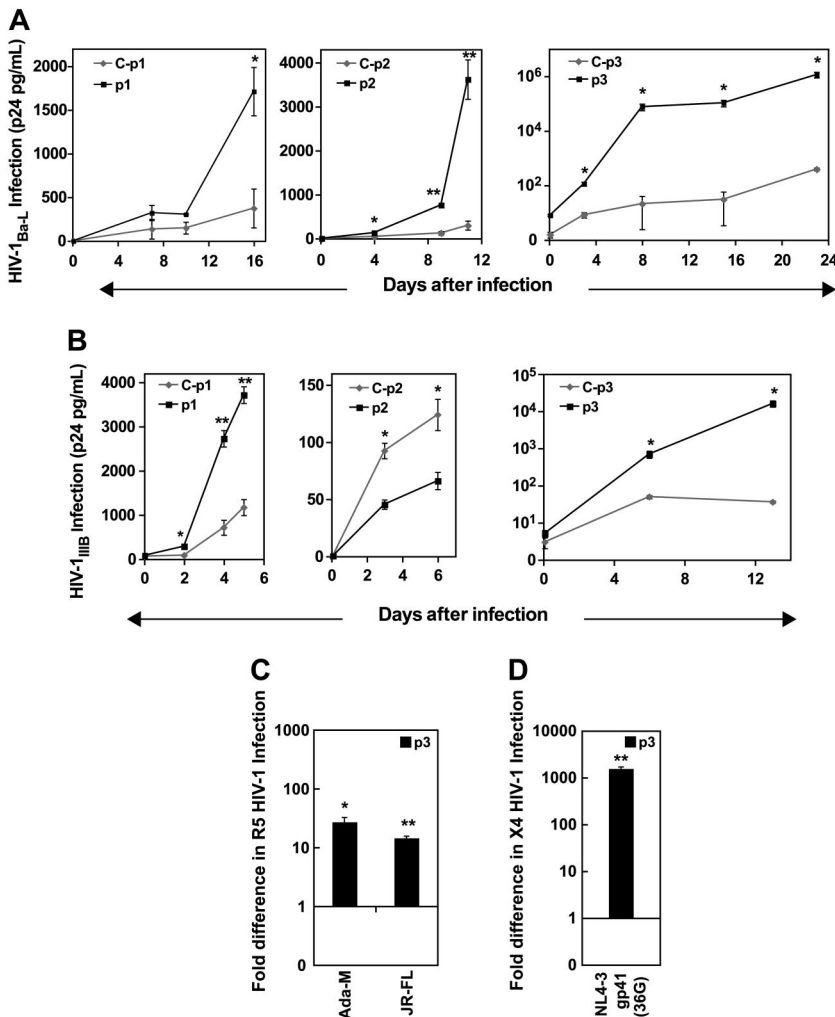 A
HIV-1Ba-L Infection (p24 pg/mL)
C-p1
p1
2000
1500
1000
500
0
*
0 4 8 12 16
C-p2
p2
4000
3000
2000
1000
0
* ** **
0 4 8 12
C-p3
p3
10^6
10^4
10^2
0
* * * *
0 4 8 12 16 20 24
Days after infection
B
HIV-1IIIB Infection (p24 pg/mL)
C-p1
p1
4000
3000
2000
1000
0
* ** **
0 2 4 6
C-p2
p2
150
100
50
0
* *
0 2 4 6
C-p3
p3
10^5
10^4
10^3
10^2
10^1
0
* *
0 4 8 12
Days after infection
C
Fold difference in R5 HIV-1 Infection
p3
1000
100
10
1
0
* **
Ada-M
JR-FL
D
Fold difference in X4 HIV-1 Infection
p3
10000
1000
100
10
1
0
**
NL4-3
gp41
(36G)